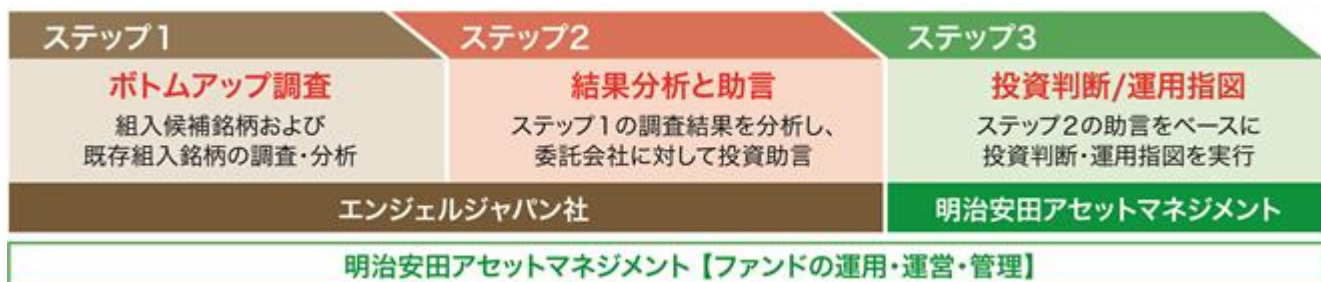 ステップ1
ステップ2
ステップ3
ボトムアップ調査
組入候補銘柄および
既存組入銘柄の調査・分析
結果分析と助言
ステップ1の調査結果を分析し、
委託会社に対して投資助言
投資判断/運用指図
ステップ2の助言をベースに
投資判断・運用指図を実行
エンジェルジャパン社
明治安田アセットマネジメント
明治安田アセットマネジメント【ファンドの運用・運営・管理】